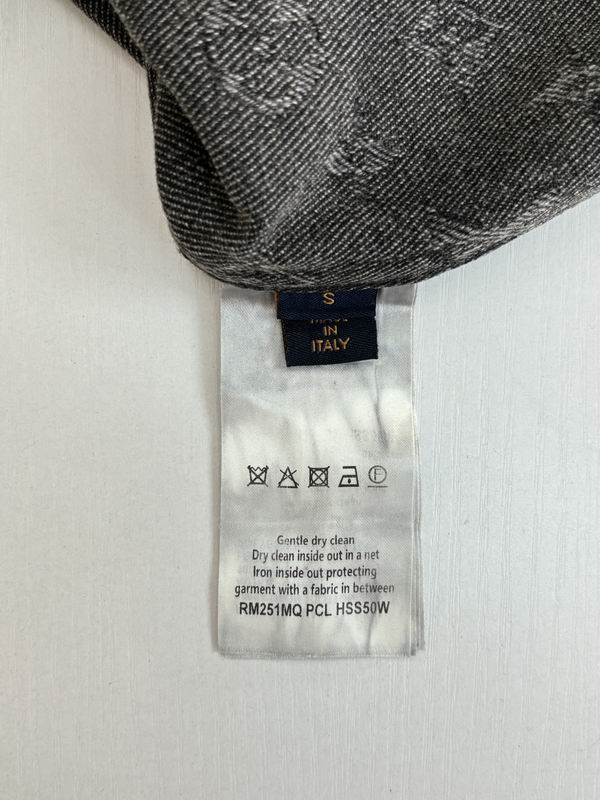 S
MADE
IN
ITALY
F
Gentle dry clean
Dry clean inside out in a net
Iron inside out protecting
garment with a fabric in between
RM251MQ PCL HSS50W